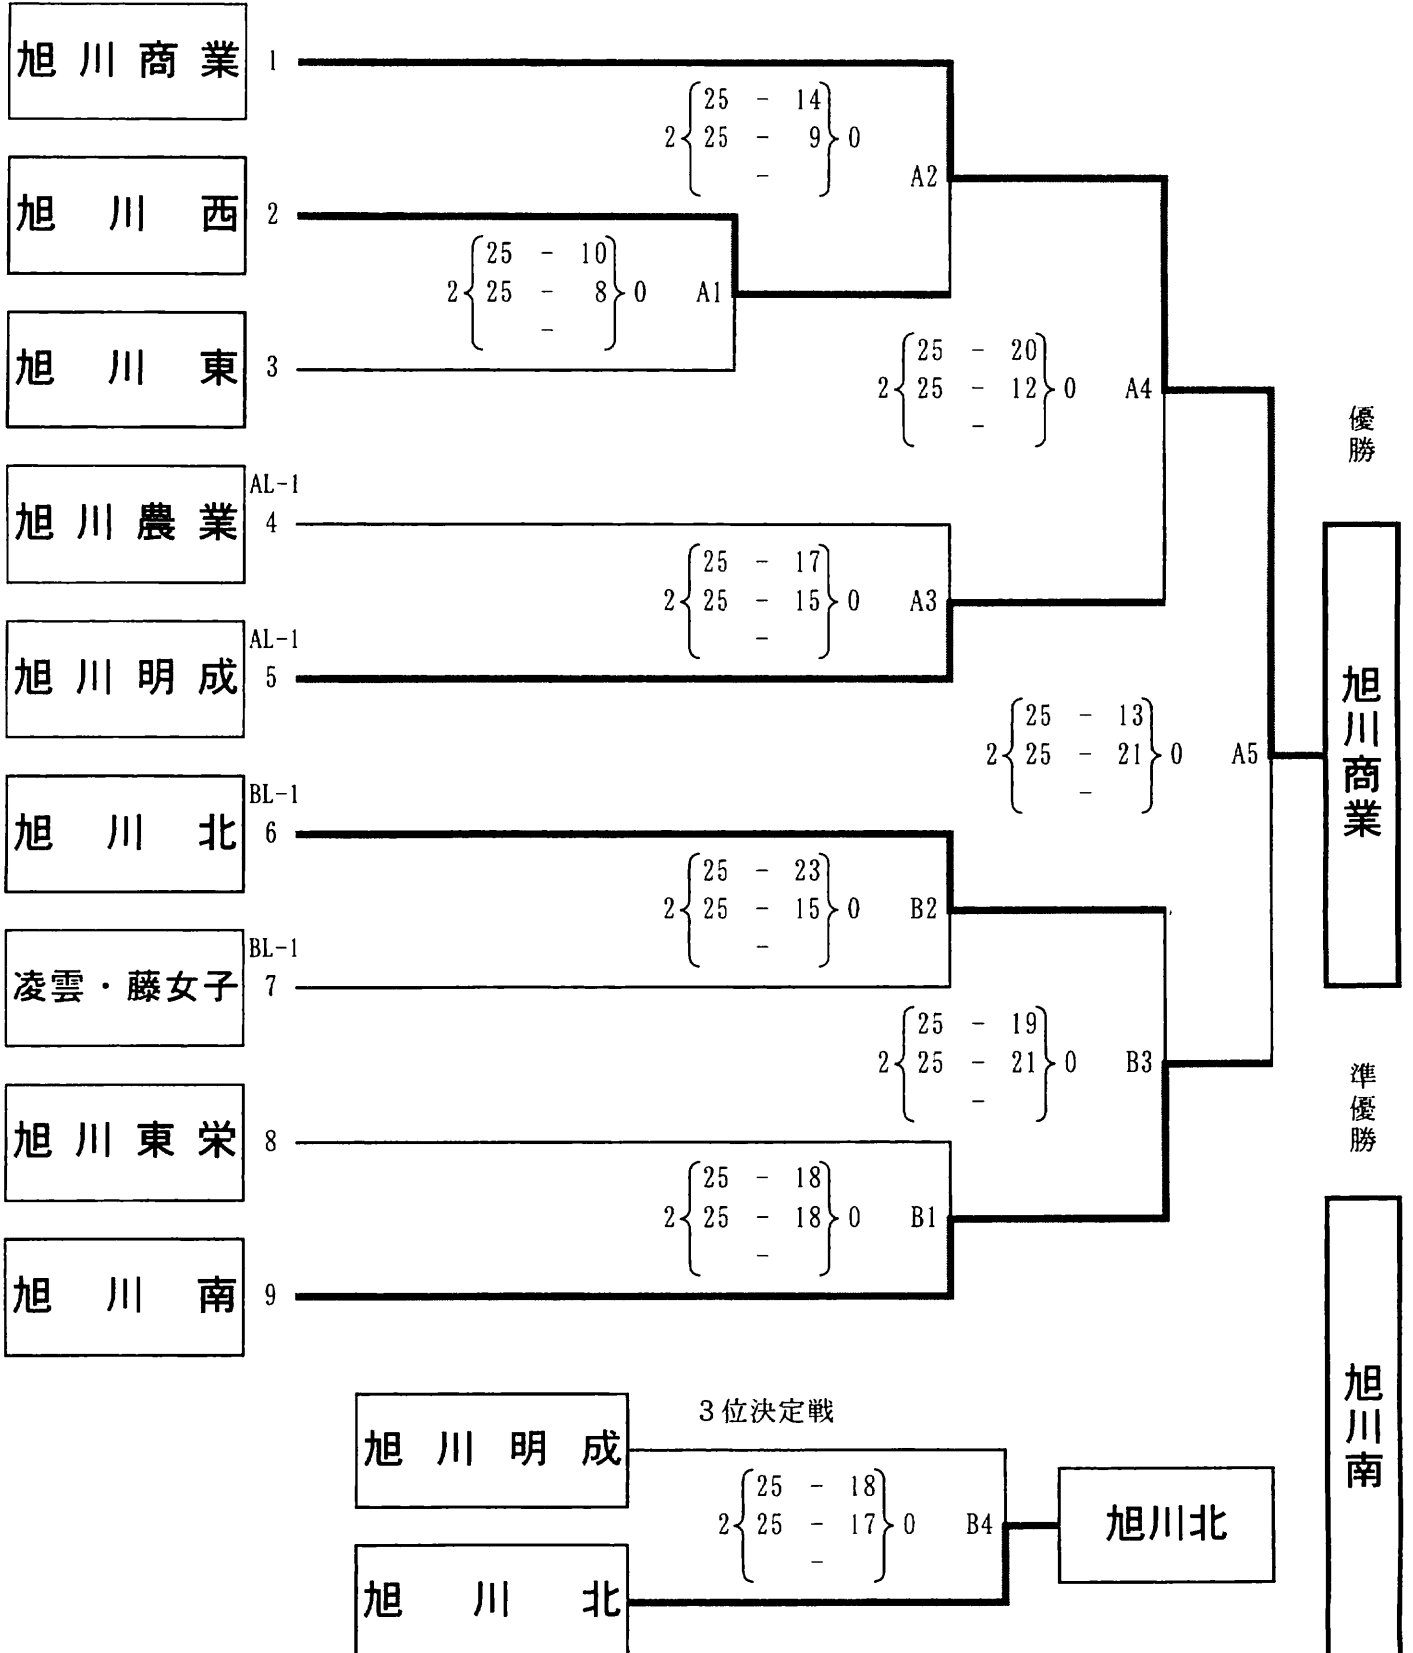 旭川商業 1
25 - 14
2 25 - 9 0
-
A2
旭川西 2
25 - 10
2 25 - 8 0 A1
-
旭川東 3
25 - 20
2 25 - 12 0 A4
-
優勝
旭川農業 AL-1
4
25 - 17
2 25 - 15 0 A3
-
旭川明成 AL-1
5
旭川商業
25 - 13
2 25 - 21 0 A5
-
旭川北 BL-1
6
25 - 23
2 25 - 15 0 B2
-
凌雲・藤女子 BL-1
7
25 - 19
2 25 - 21 0 B3
-
準優勝
旭川東栄 8
25 - 18
2 25 - 18 0 B1
-
旭川南 9
旭川南
3位決定戦
旭川明成
25 - 18
2 25 - 17 0 B4
-
旭川北
旭川北